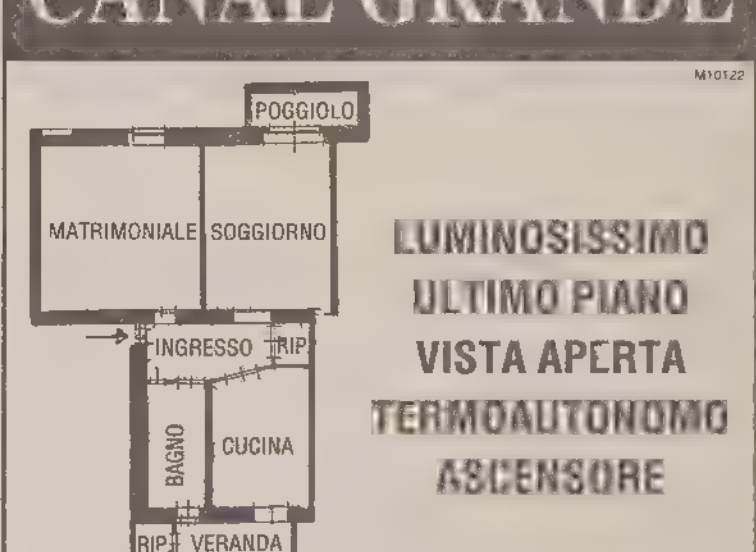 CANAL GRANDE
M10122
POGGIOLO
MATRIMONIALE
SOGGIORNO
LUMINOSISSIMO
ULTIMO PIANO
INGRESSO
RIP
VISTA APERTA
TERMOAUTONOMO
BAGNO
CUCINA
ASCENSORE
RIP
VERANDA